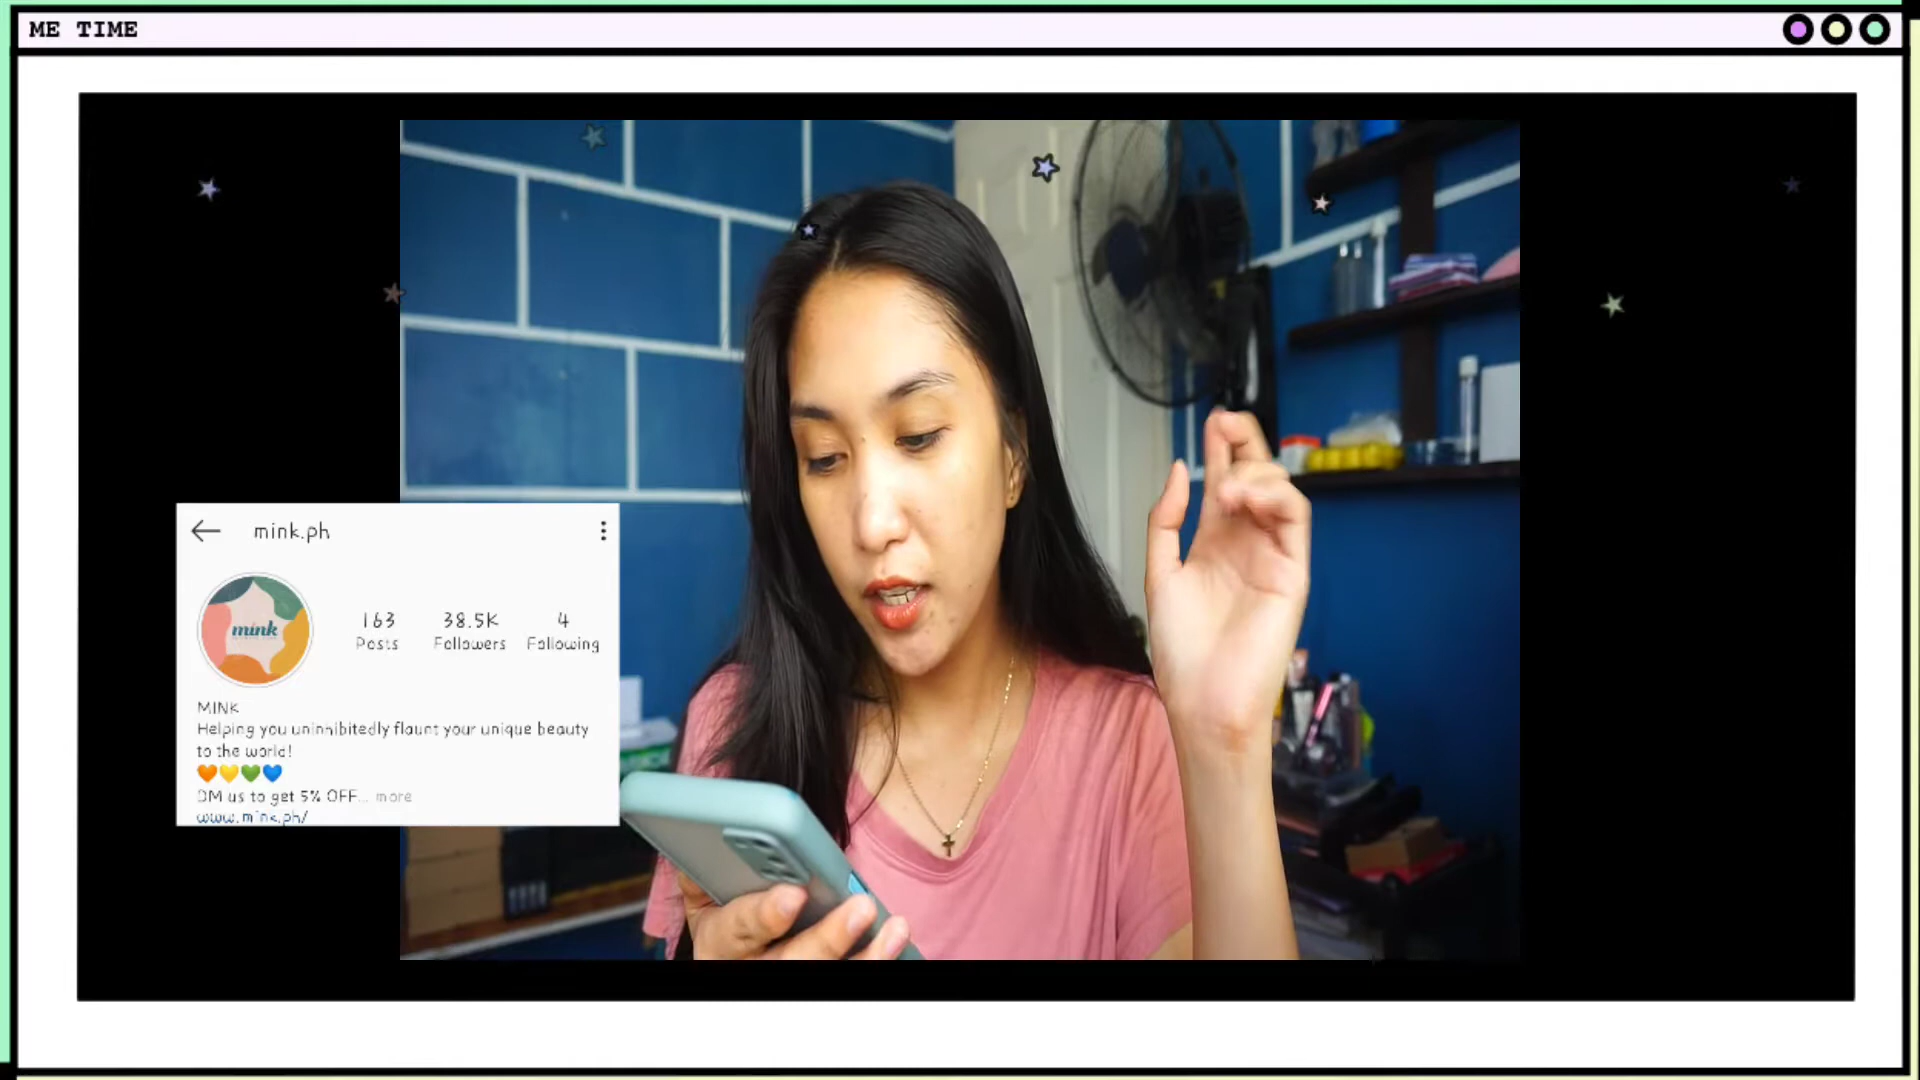 ME TIME
mink.ph
mink
163 38.5K 4
Posts Followers Following
MINK
Helping you uninhibitedly flaunt your unique beauty
to the world!
🧡💛💚💙
DM us to get 5% OFF... more
www.mink.ph/